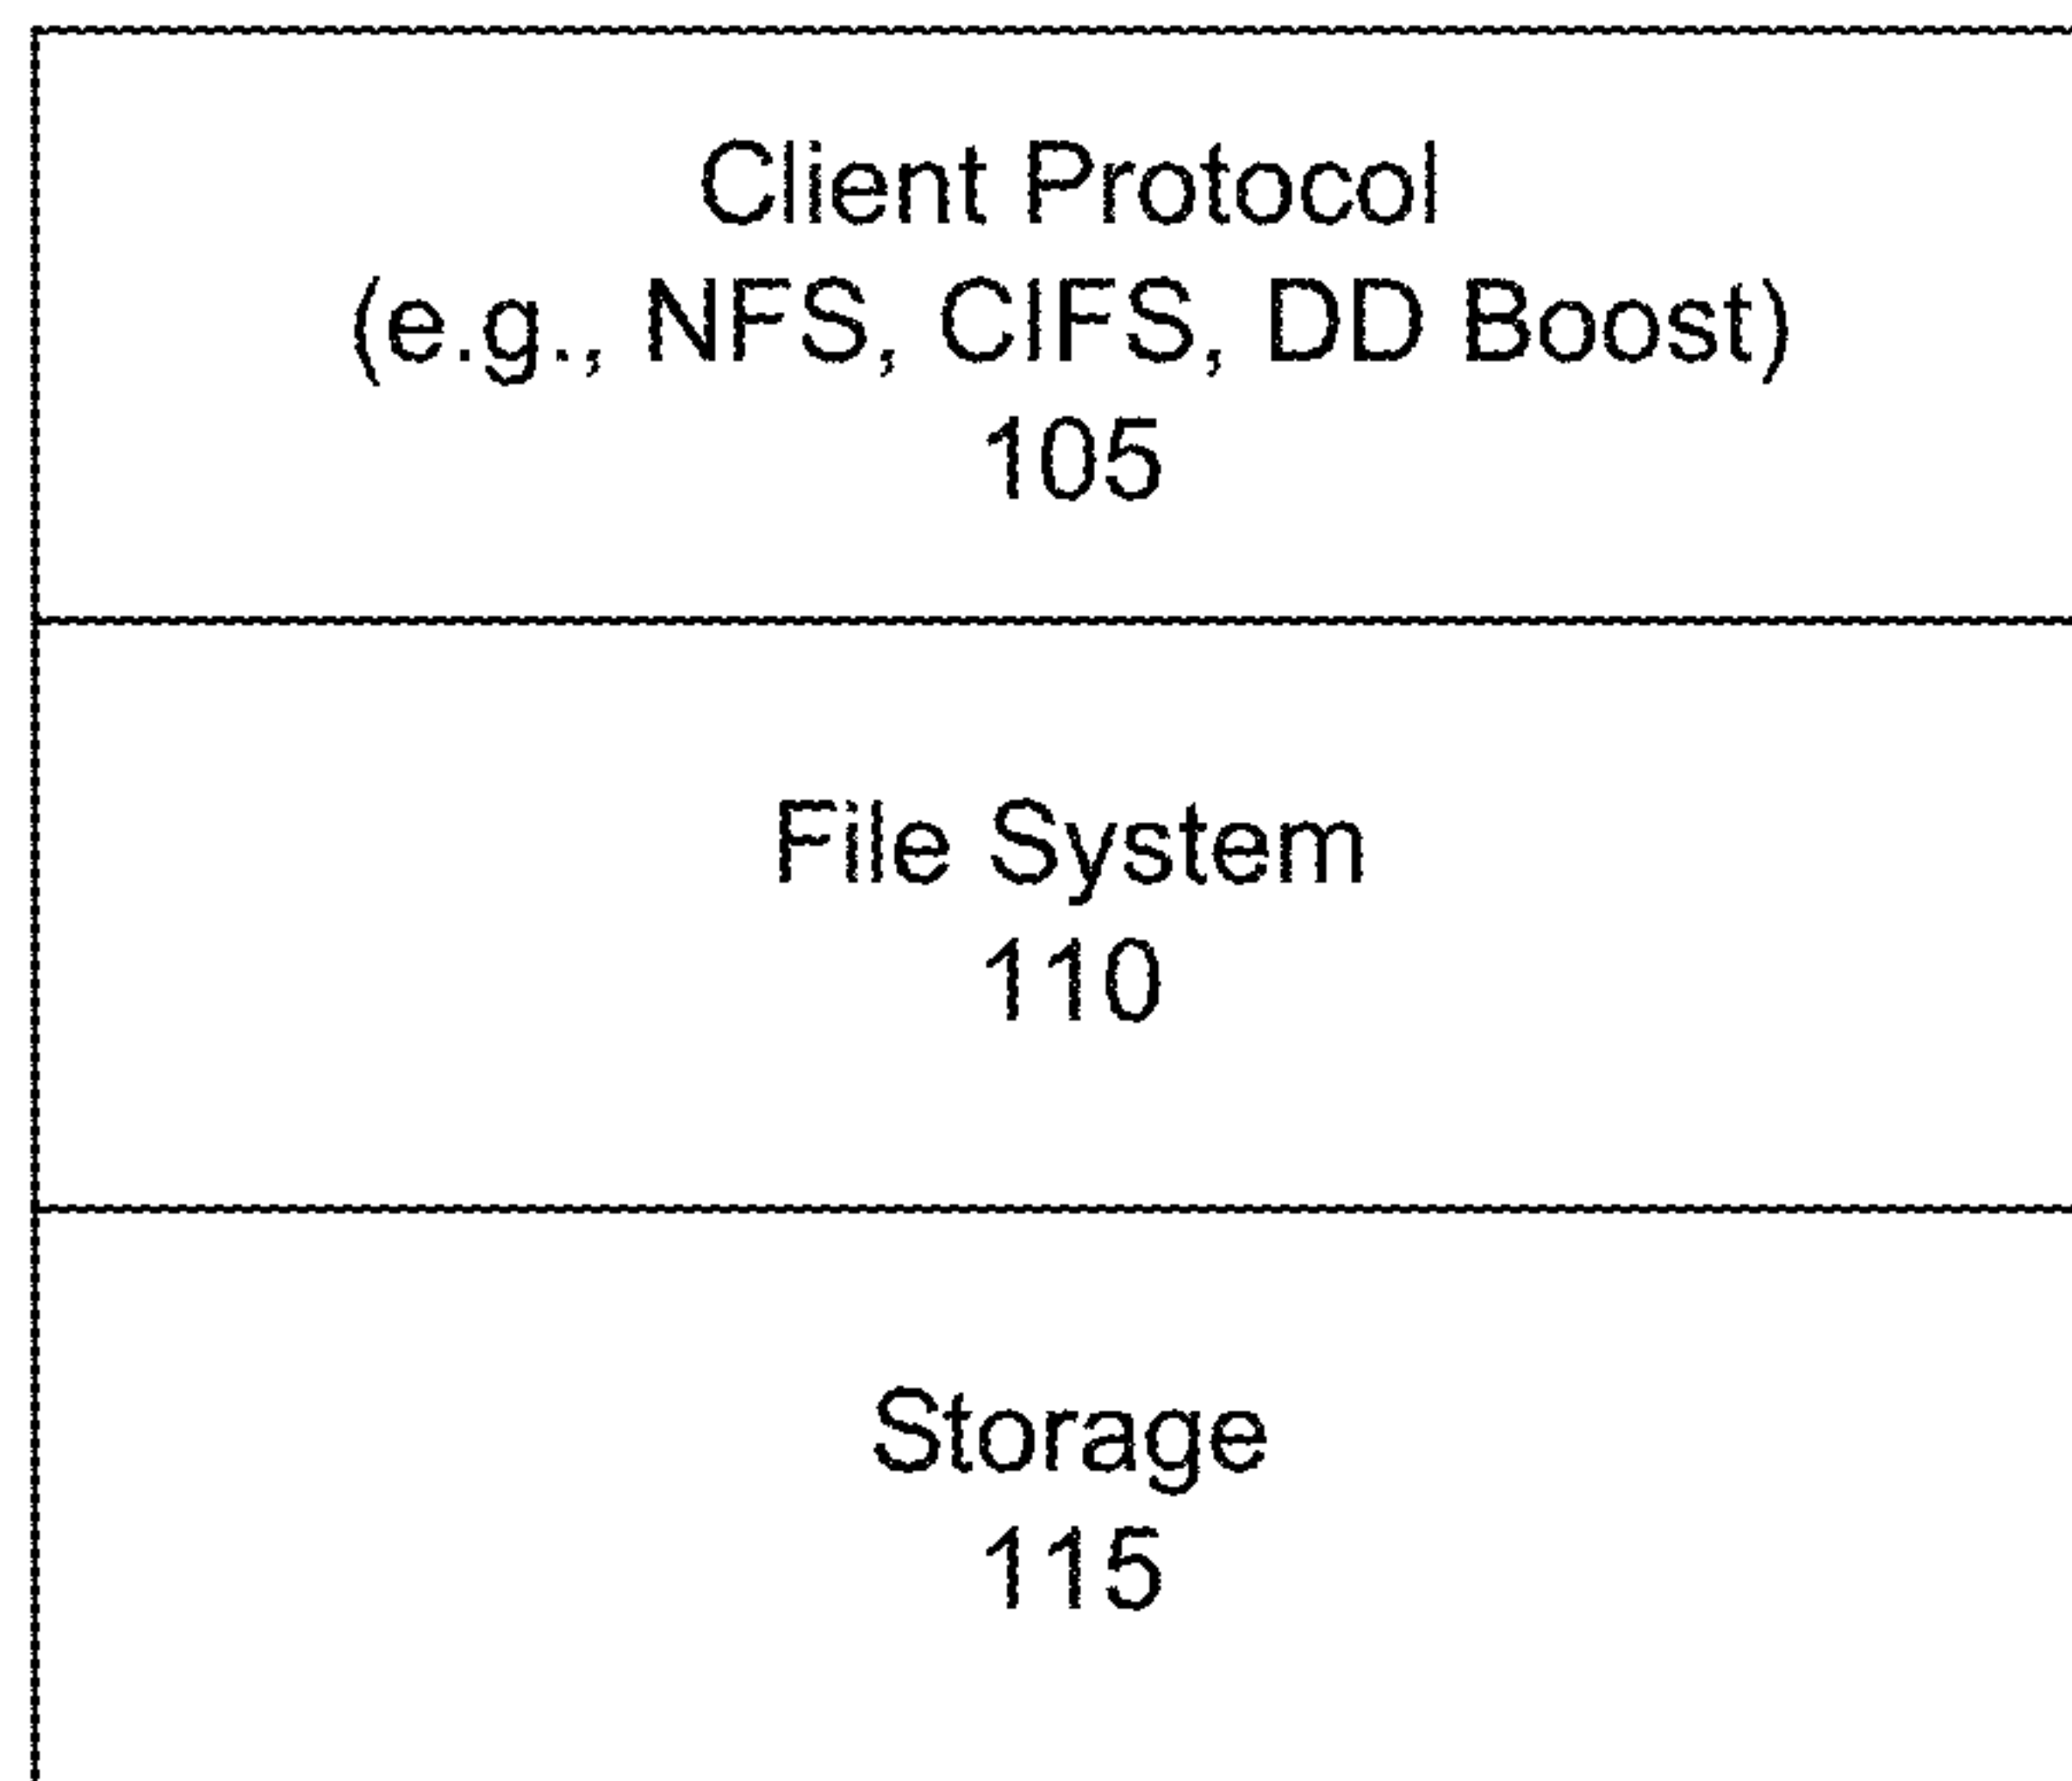 Client Protocol
(e.g., NFS, CIFS, DD Boost)
105
File System
110
Storage
115